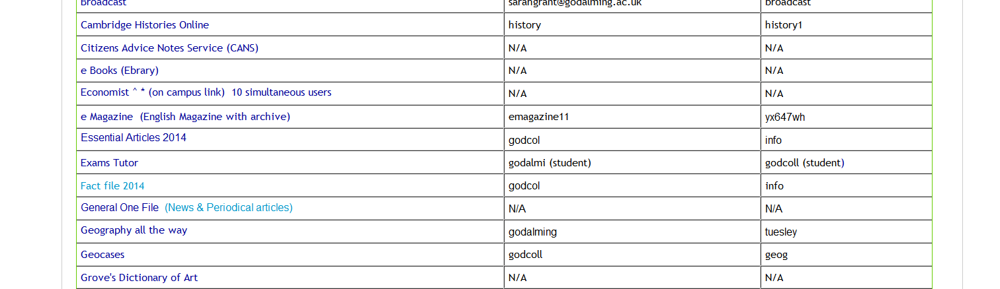 Broadcast sarahgrant@godalming.ac.uk broadcast
Cambridge Histories Online history history1
Citizens Advice Notes Service (CANS) N/A N/A
e Books (Ebrary) N/A N/A
Economist ^ * (on campus link) 10 simultaneous users N/A N/A
e Magazine (English Magazine with archive) emagazine11 yx647wh
Essential Articles 2014 godcol info
Exams Tutor godalmi (student) godcoll (student)
Fact file 2014 godcol info
General One File (News & Periodical articles) N/A N/A
Geography all the way godalming tuesley
Geocases godcoll geog
Grove's Dictionary of Art N/A N/A